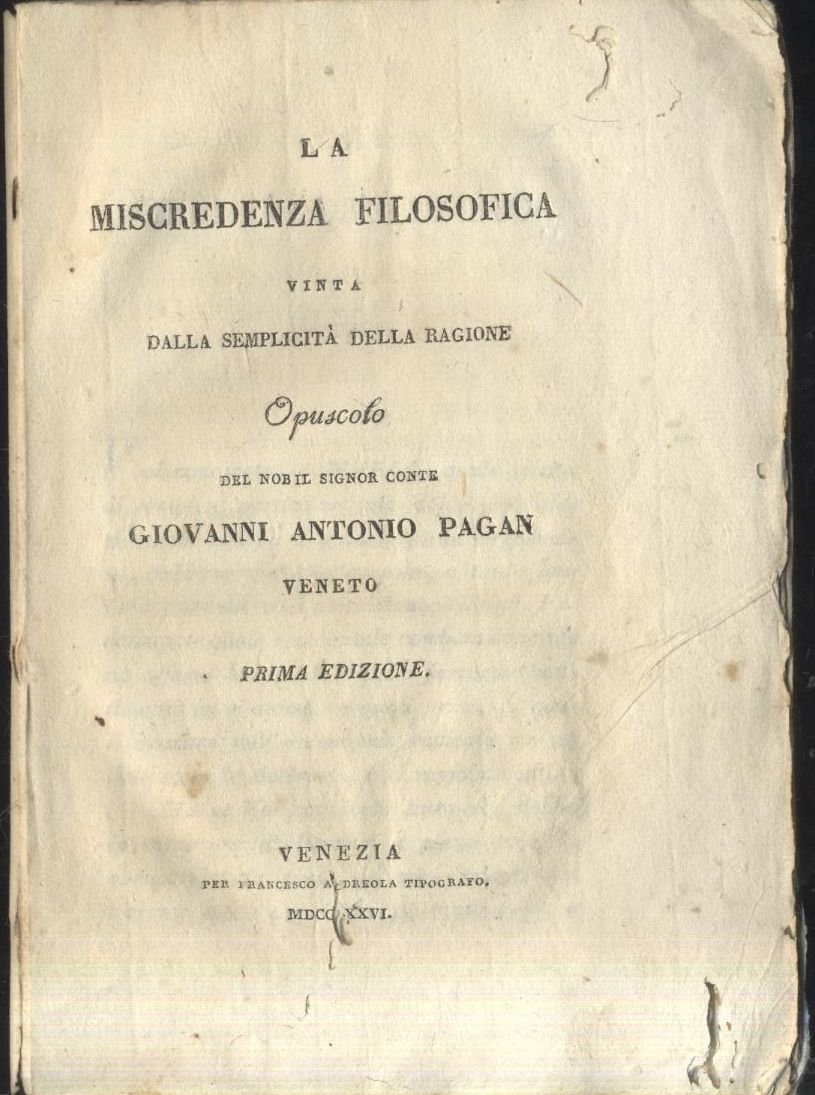 LA
MISCREDENZA FILOSOFICA
VINTA
DALLA SEMPLICITÀ DELLA RAGIONE
Opuscolo
DEL NOBIL SIGNOR CONTE
GIOVANNI ANTONIO PAGAN
VENETO
PRIMA EDIZIONE.
VENEZIA
PER FRANCESCO ANDREOLA TIPOGRAFO,